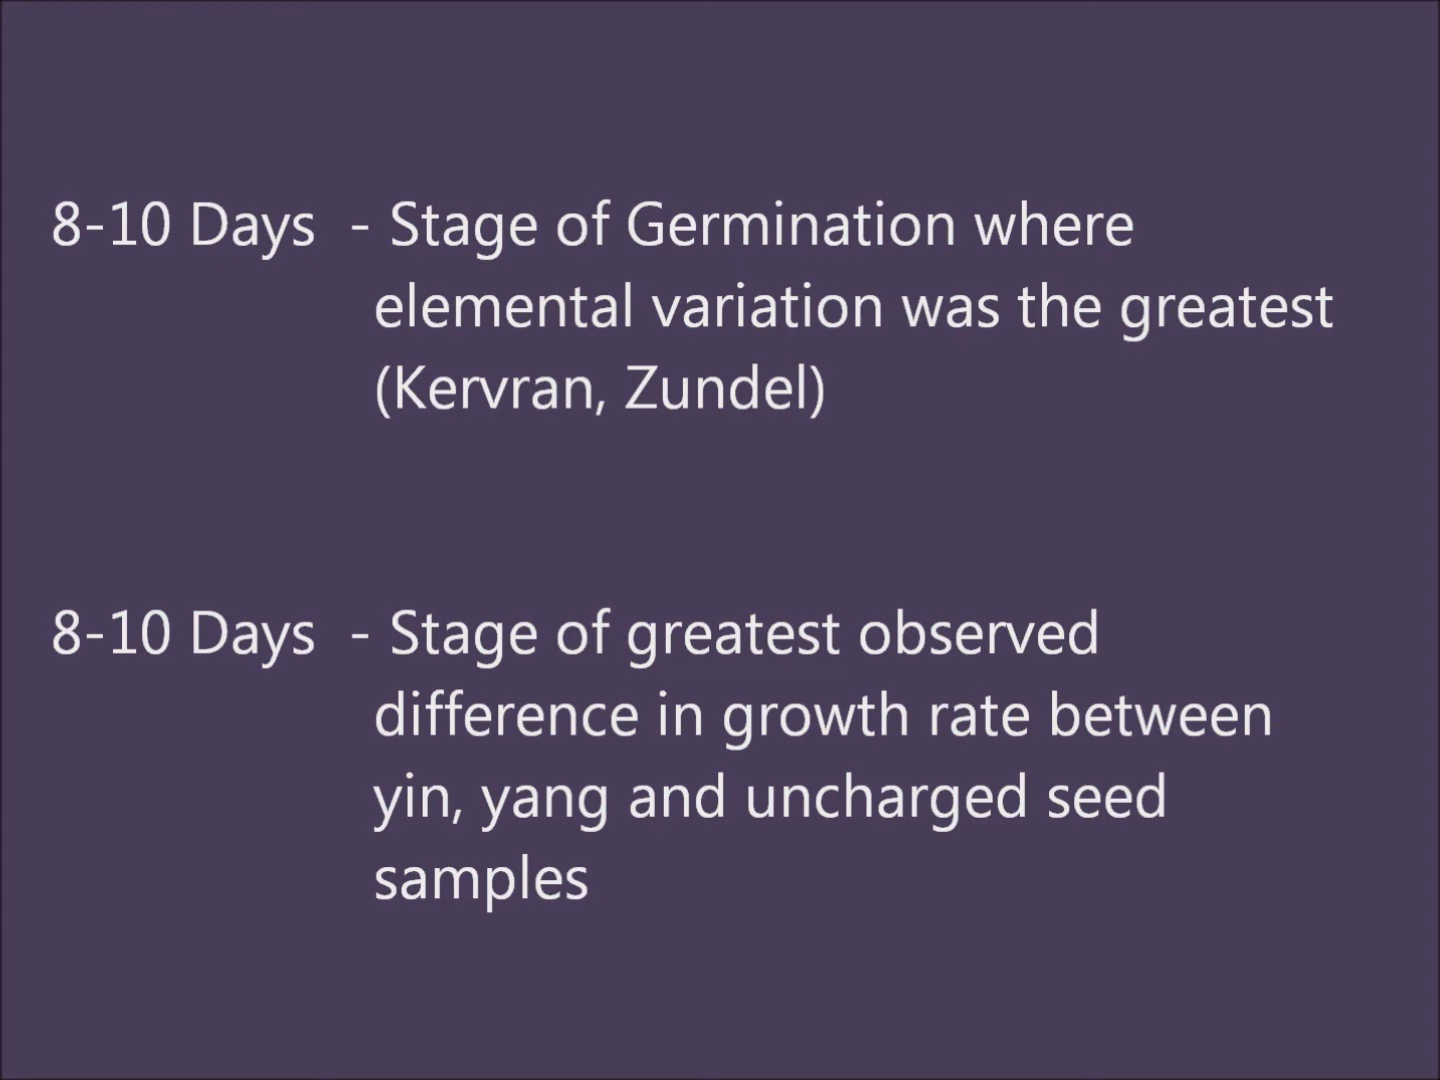 8-10 Days - Stage of Germination where
elemental variation was the greatest
(Kervran, Zundel)
8-10 Days - Stage of greatest observed
difference in growth rate between
yin, yang and uncharged seed
samples